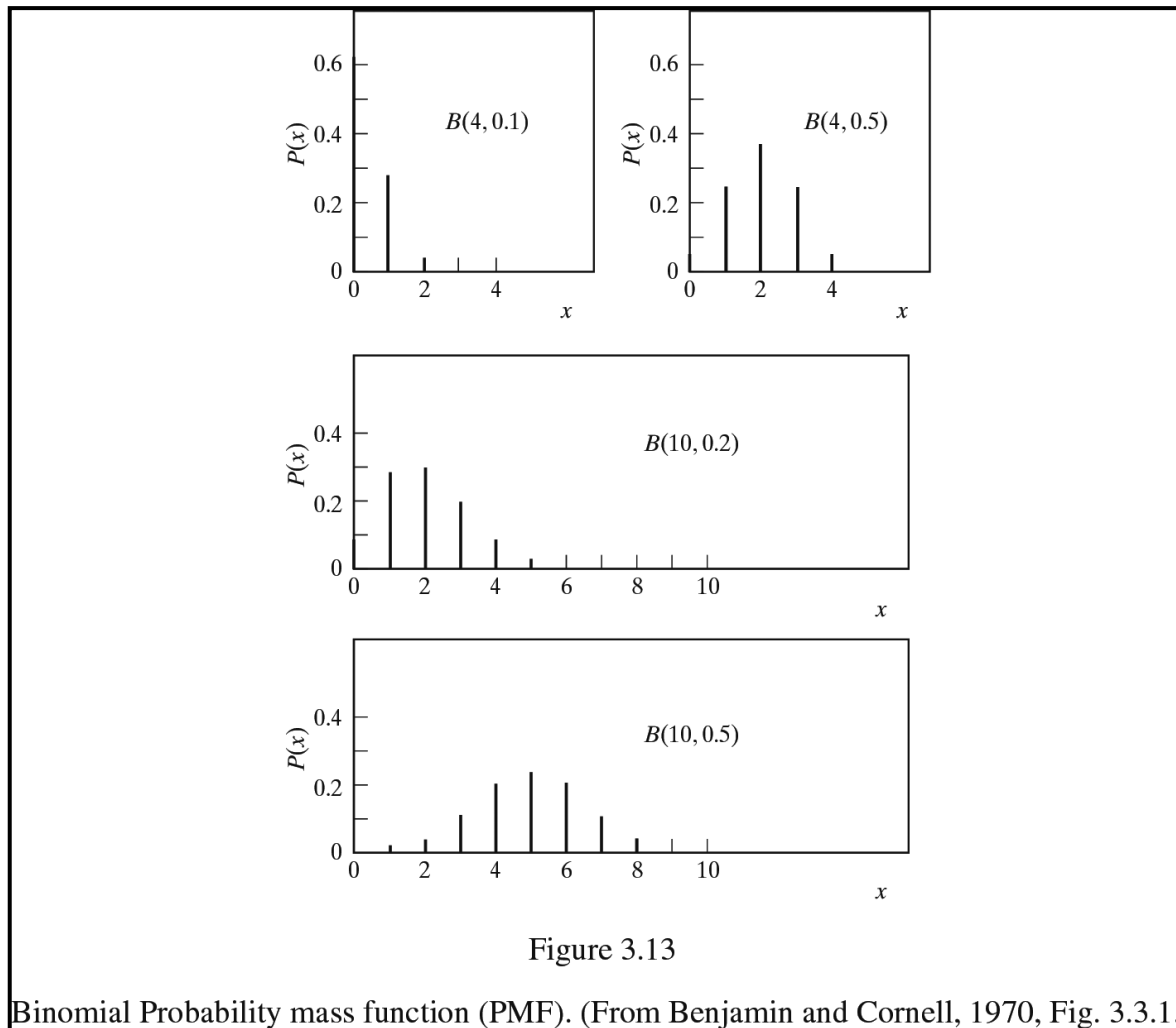 0.6
0.4
0.2
0
P(x)
B(4, 0.1)
0 2 4
x
0.6
0.4
0.2
0
P(x)
B(4, 0.5)
0 2 4
x
0.4
0.2
0
P(x)
B(10, 0.2)
0 2 4 6 8 10
x
0.4
0.2
0
P(x)
B(10, 0.5)
0 2 4 6 8 10
x
Figure 3.13
Binomial Probability mass function (PMF). (From Benjamin and Cornell, 1970, Fig. 3.3.1